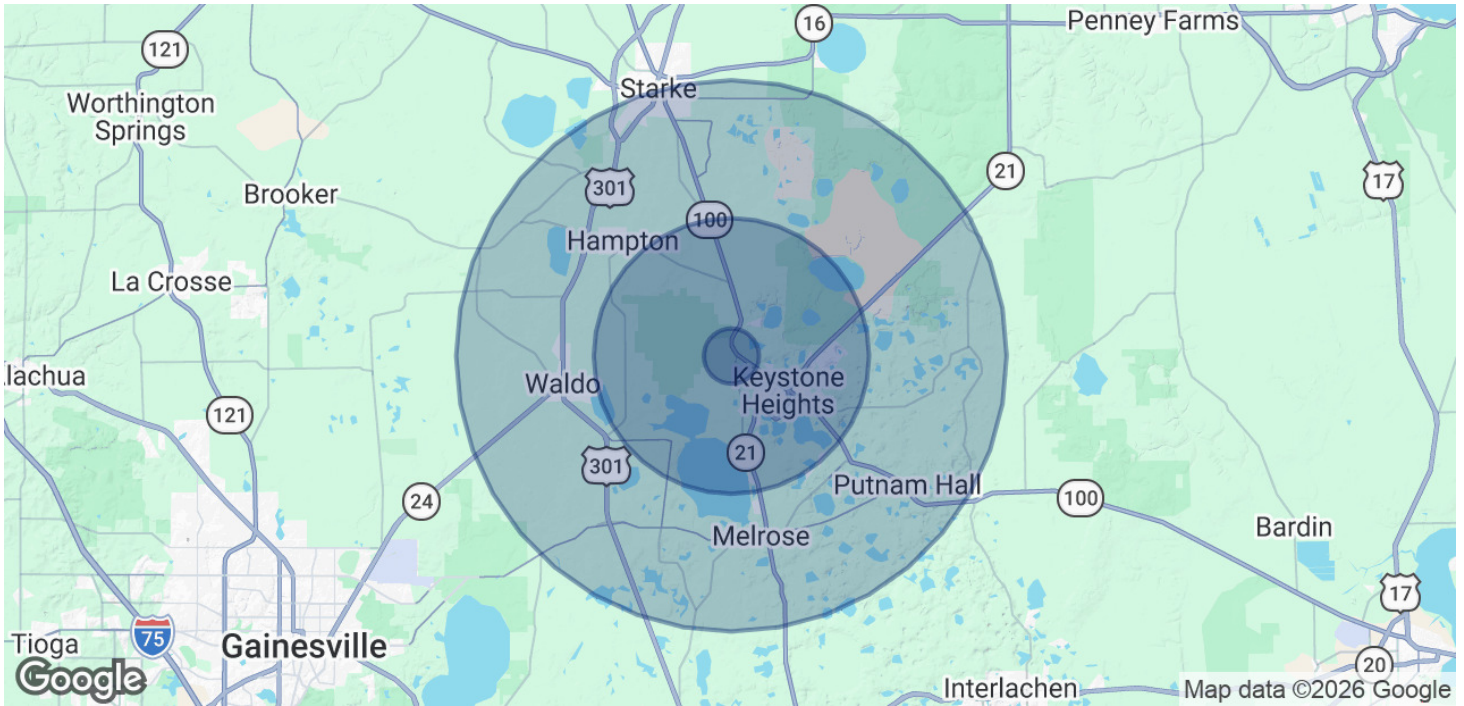 16
Penney Farms
121
Starke
Worthington
Springs
21
17
301
Brooker
100
Hampton
La Crosse
lachua
Waldo
Keystone
Heights
121
21
301
Putnam Hall
24
100
Bardin
Melrose
17
75
Tioga
Gainesville
20
Google
Interlachen
Map data ©2026 Google